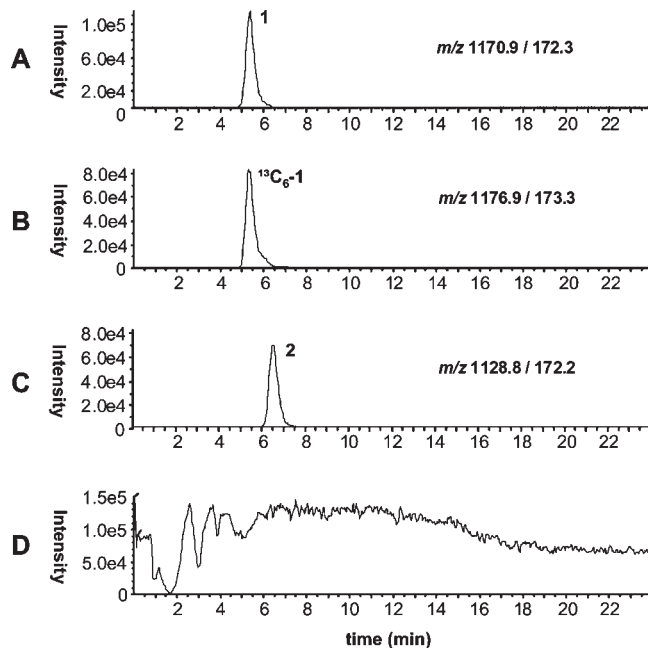 A
Intensity
1.0e5
6.0e4
2.0e4
0
1
m/z 1170.9 / 172.3
2 4 6 8 10 12 14 16 18 20 22
B
Intensity
8.0e4
6.0e4
4.0e4
2.0e4
0
¹³C₆-1
m/z 1176.9 / 173.3
2 4 6 8 10 12 14 16 18 20 22
C
Intensity
8.0e4
6.0e4
4.0e4
2.0e4
0
2
m/z 1128.8 / 172.2
2 4 6 8 10 12 14 16 18 20 22
D
Intensity
1.5e5
1.0e5
5.0e4
0
2 4 6 8 10 12 14 16 18 20 22
time (min)